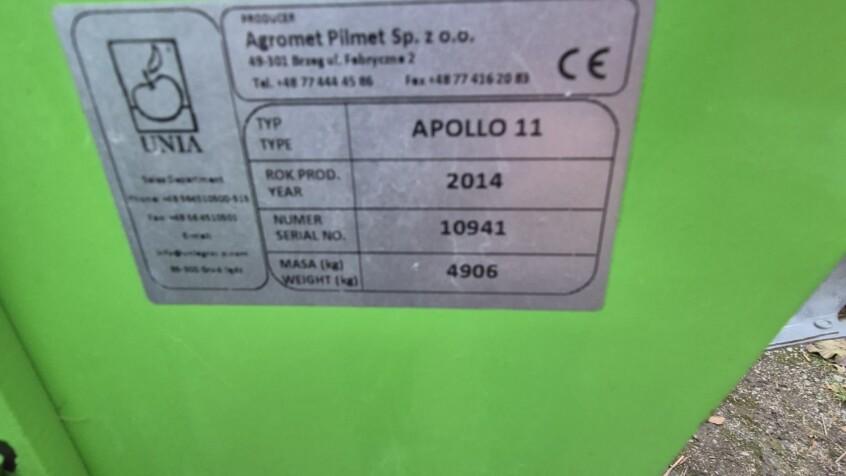 PRODUCER
Agromet Pilmet Sp. z o.o.
49-301 Brzeg ul. Fabryczna 2
Tel. +48 77 444 45 86 Fax +48 77 416 20 83
CE
UNIA
Sales Department
TYP
TYPE
APOLLO 11
ROK PROD.
YEAR
2014
NUMER
SERIAL NO.
10941
MASA (kg)
WEIGHT (kg)
4906